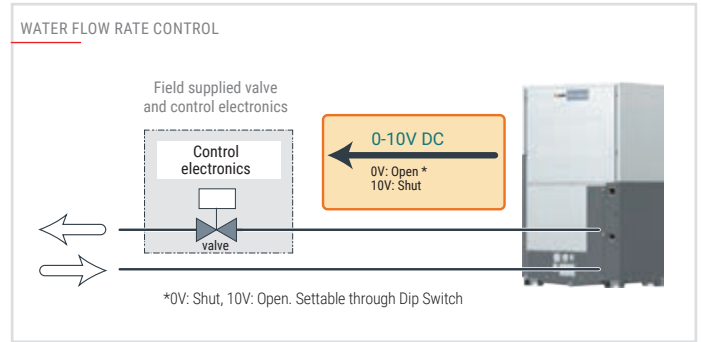 WATER FLOW RATE CONTROL
Field supplied valve
and control electronics
Control
electronics
0-10V DC
0V: Open *
10V: Shut
valve
*0V: Shut, 10V: Open. Settable through Dip Switch